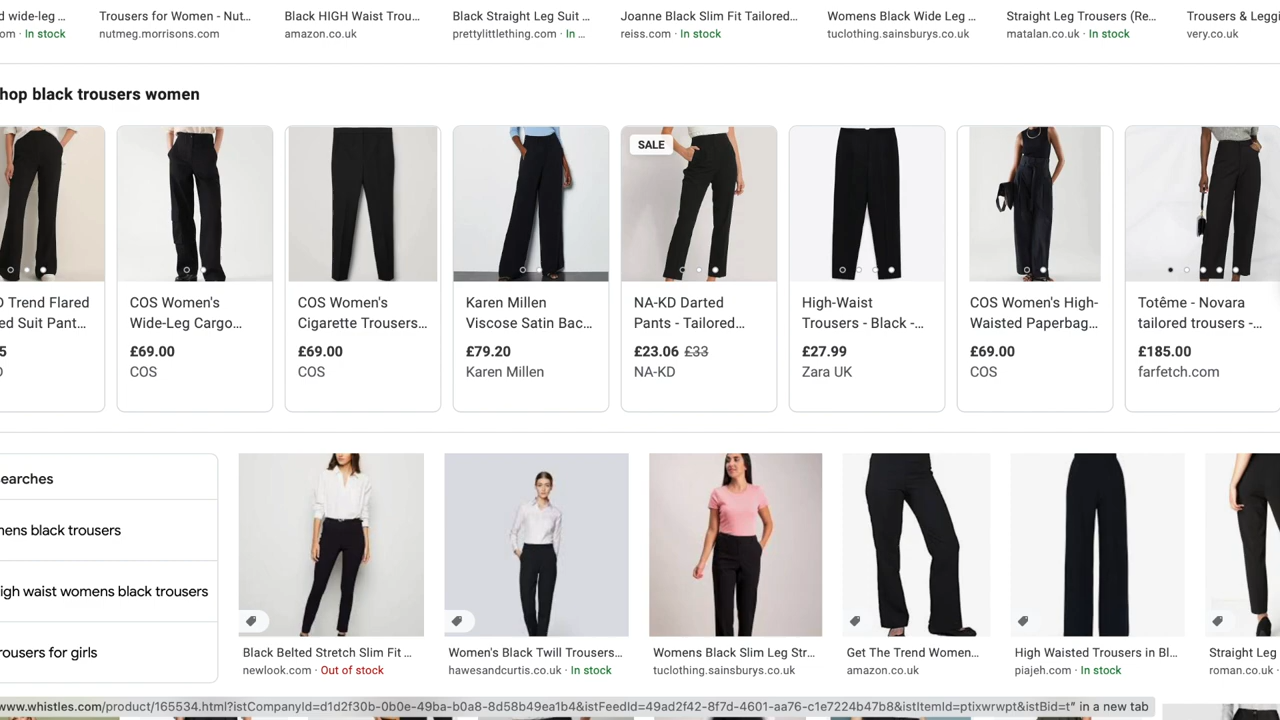 d wide-leg ...
om · In stock
Trousers for Women - Nut...
nutmeg.morrisons.com
Black HIGH Waist Trou...
amazon.co.uk
Black Straight Leg Suit ...
prettylittlething.com · In ...
Joanne Black Slim Fit Tailored...
reiss.com · In stock
Womens Black Wide Leg ...
tuclothing.sainsburys.co.uk
Straight Leg Trousers (Re...
matalan.co.uk · In stock
Trousers & Leggi
very.co.uk
hop black trousers women
D Trend Flared
ed Suit Pant...
5
COS Women's
Wide-Leg Cargo...
£69.00
COS
COS Women's
Cigarette Trousers...
£69.00
COS
Karen Millen
Viscose Satin Bac...
£79.20
Karen Millen
SALE
NA-KD Darted
Pants - Tailored...
£23.06 £33
NA-KD
High-Waist
Trousers - Black -...
£27.99
Zara UK
COS Women's High-
Waisted Paperbag...
£69.00
COS
Totême - Novara
tailored trousers -...
£185.00
farfetch.com
earches
nens black trousers
igh waist womens black trousers
rousers for girls
Black Belted Stretch Slim Fit ...
newlook.com · Out of stock
Women's Black Twill Trousers...
hawesandcurtis.co.uk · In stock
Womens Black Slim Leg Str...
tuclothing.sainsburys.co.uk
Get The Trend Women...
amazon.co.uk
High Waisted Trousers in Bl...
piajeh.com · In stock
Straight Leg
roman.co.uk ·
www.whistles.com/product/165534.html?istCompanyId=d1d2f30b-0b0e-49ba-b0a8-8d58b49ea1b4&istFeedId=49ad2f42-8f7d-4601-aa76-c1e7224b47b8&istItemId=ptixwrwpt&istBid=t" in a new tab